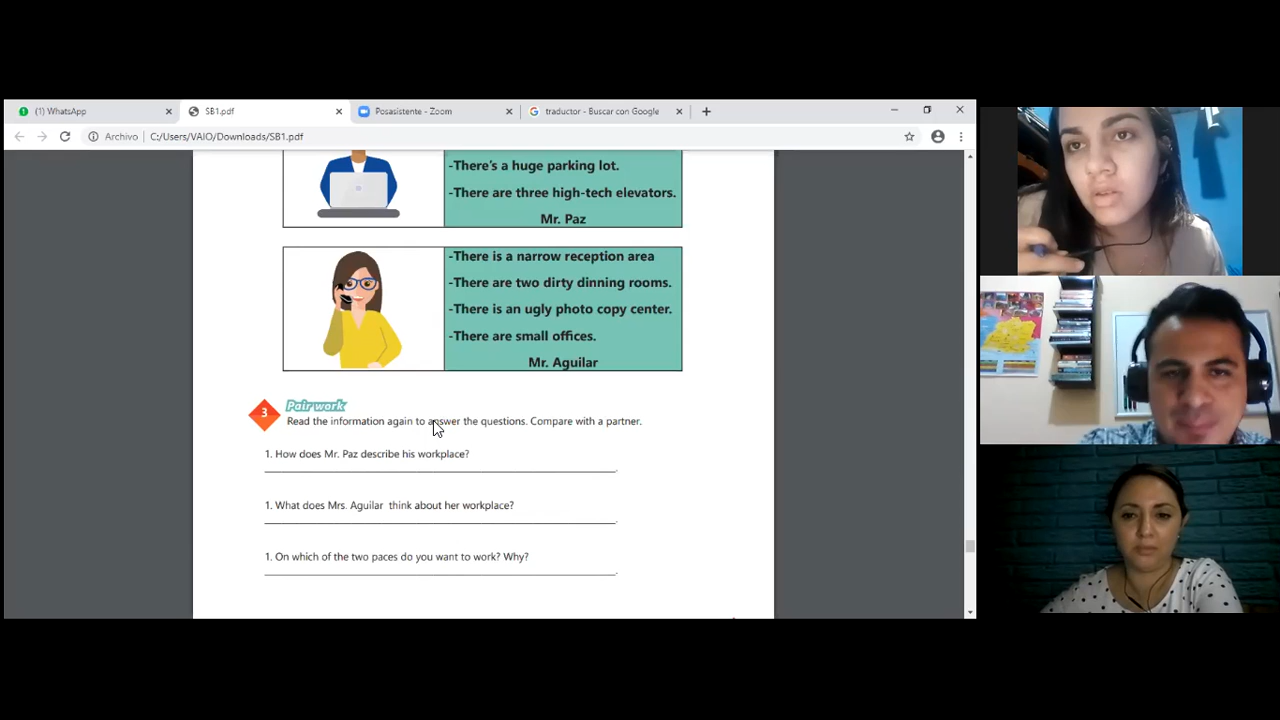 (1) WhatsApp
SB1.pdf
Posasistente - Zoom
traductor - Buscar con Google
Archivo
C:/Users/VAIO/Downloads/SB1.pdf
-There's a huge parking lot.
-There are three high-tech elevators.
Mr. Paz
-There is a narrow reception area
-There are two dirty dinning rooms.
-There is an ugly photo copy center.
-There are small offices.
Mr. Aguilar
3
Pair work
Read the information again to answer the questions. Compare with a partner.
1. How does Mr. Paz describe his workplace?
1. What does Mrs. Aguilar think about her workplace?
1. On which of the two paces do you want to work? Why?